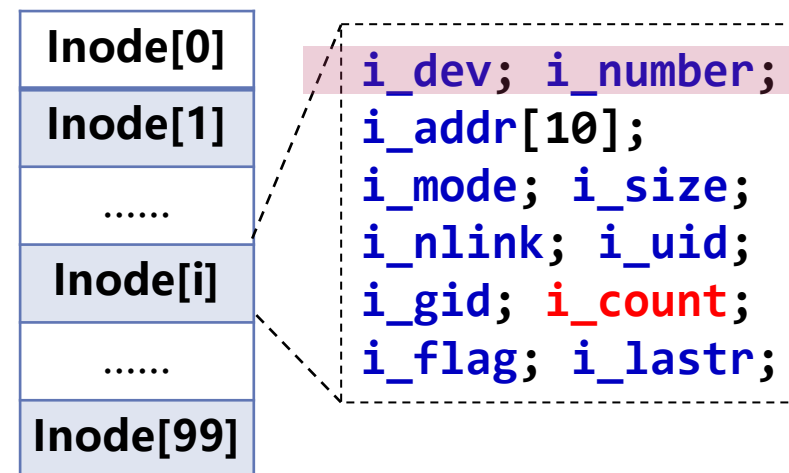 Inode[0]
Inode[1]
......
Inode[i]
......
Inode[99]
i_dev; i_number;
i_addr[10];
i_mode; i_size;
i_nlink; i_uid;
i_gid; i_count;
i_flag; i_lastr;